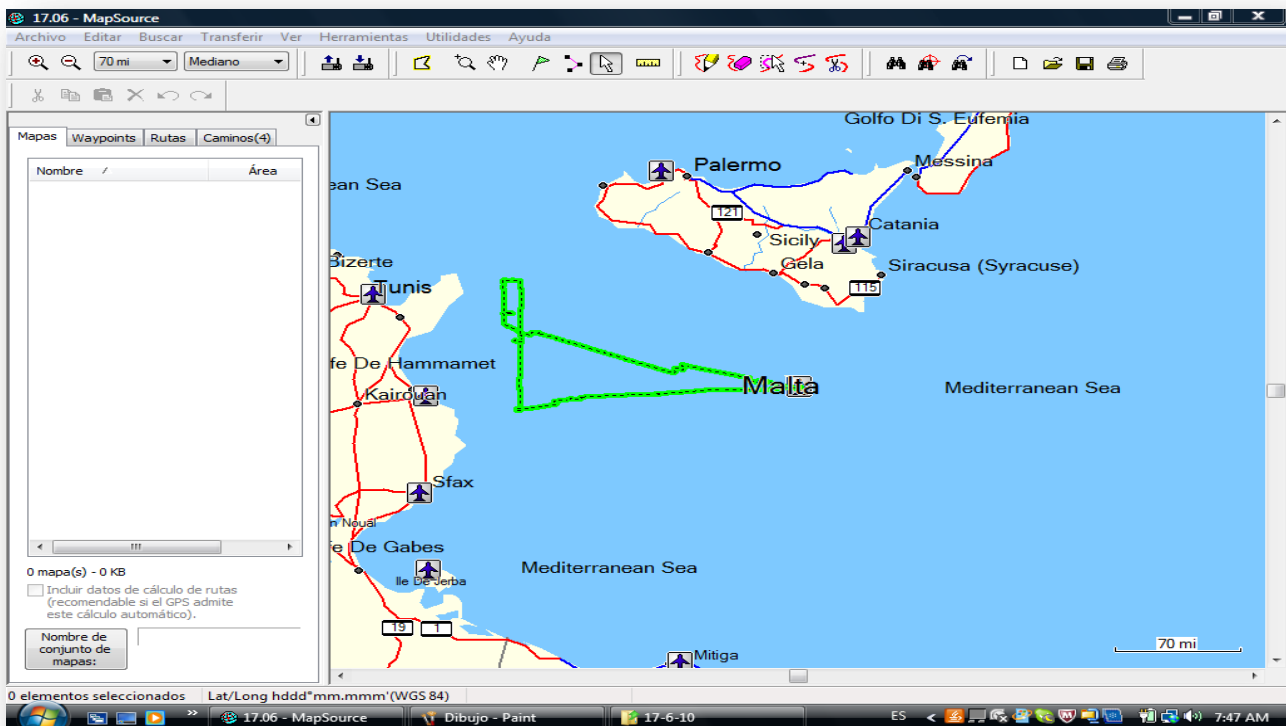 17.06 - MapSource
Archivo Editar Buscar Transferir Ver Herramientas Utilidades Ayuda
70 mi Mediano
Mapas Waypoints Rutas Caminos(4)
Nombre / Área
0 mapa(s) - 0 KB
Incluir datos de cálculo de rutas
(recomendable si el GPS admite
este cálculo automático).
Nombre de
conjunto de
mapas:
Golfo Di S. Eufemia
Messina
Palermo
ean Sea
121
Catania
Sicily
Bizerte
Gela
Siracusa (Syracuse)
Tunis
115
fe De Hammamet
Malta
Mediterranean Sea
Kairouan
Sfax
n Noual
e De Gabes
Mediterranean Sea
Ile De Jerba
19 1
70 mi
Mitiga
0 elementos seleccionados Lat/Long hddd°mm.mmm'(WGS 84)
17.06 - MapSource Dibujo - Paint 17-6-10 ES 7:47 AM